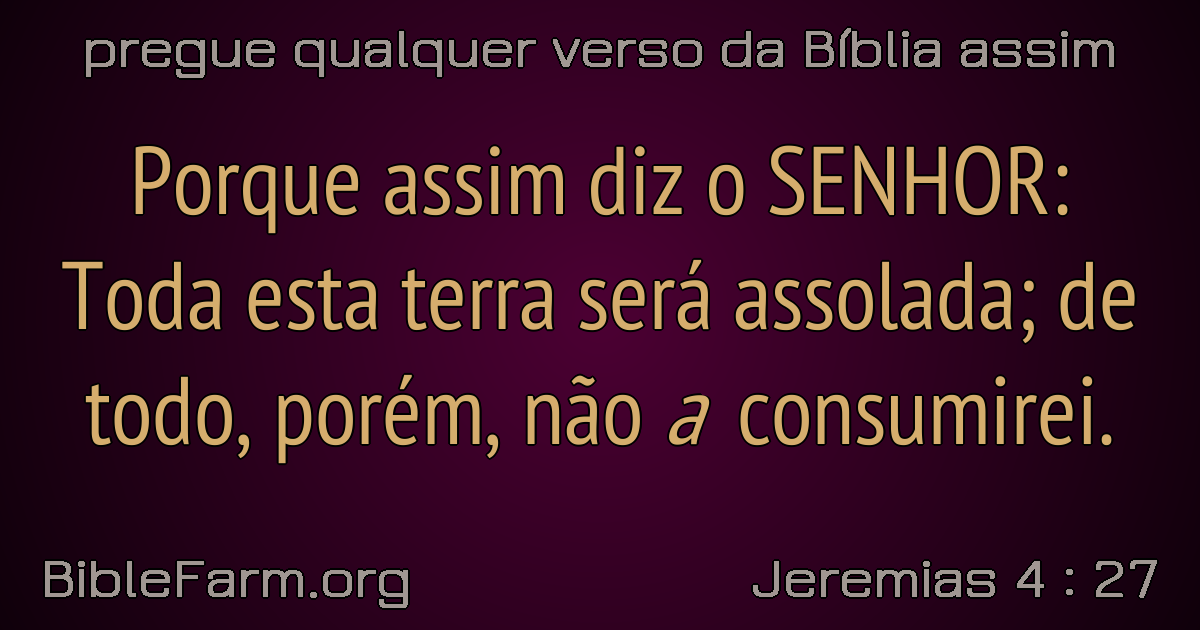 pregue qualquer verso da Bíblia assim
Porque assim diz o SENHOR:
Toda esta terra será assolada; de
todo, porém, não a consumirei.
BibleFarm.org
Jeremias 4 : 27